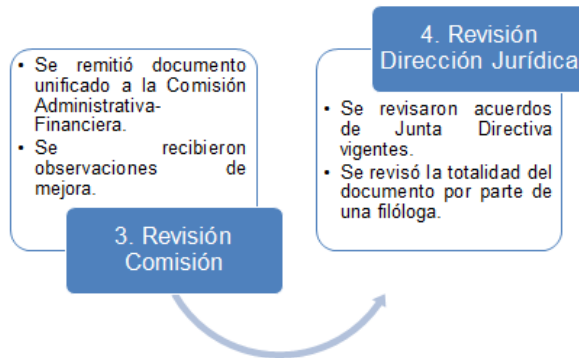 • Se remitió documento
unificado a la Comisión
Administrativa-
Financiera.
• Se recibieron
observaciones de
mejora.
3. Revisión
Comisión
4. Revisión
Dirección Jurídica
• Se revisaron acuerdos
de Junta Directiva
vigentes.
• Se revisó la totalidad del
documento por parte de
una filóloga.